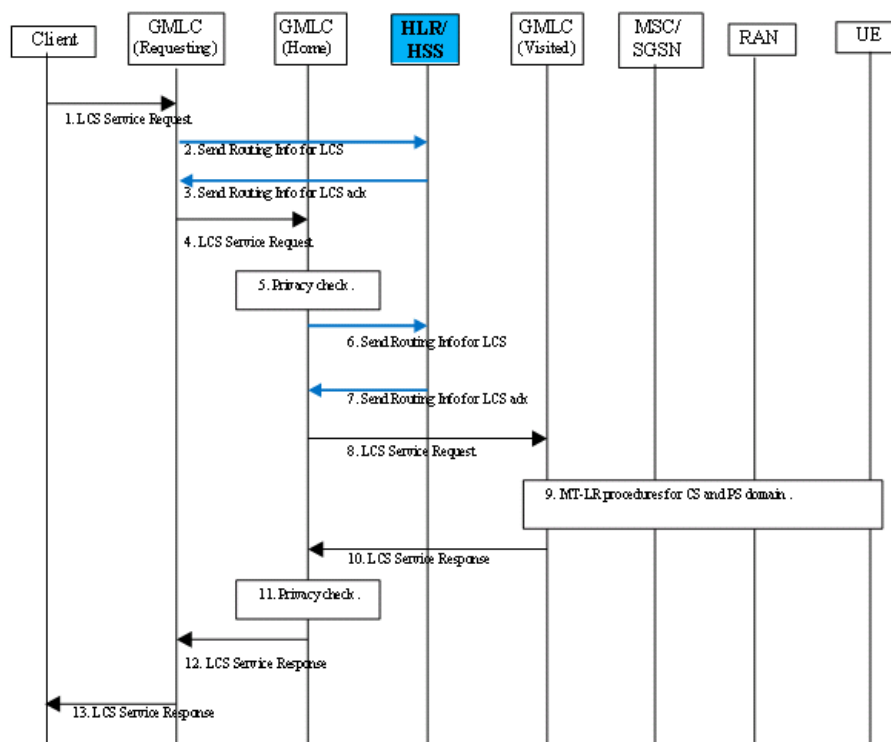 Client
GMLC
(Requesting)
GMLC
(Home)
HLR/
HSS
GMLC
(Visited)
MSC/
SGSN
RAN
UE
1. LCS Service Request
2. Send Routing Info for LCS
3. Send Routing Info for LCS ack
4. LCS Service Request
5. Privacy check .
6. Send Routing Info for LCS
7. Send Routing Info for LCS ack
8. LCS Service Request
9. MT-LR procedures for CS and PS domain .
10. LCS Service Response
11. Privacy check .
12. LCS Service Response
13. LCS Service Response